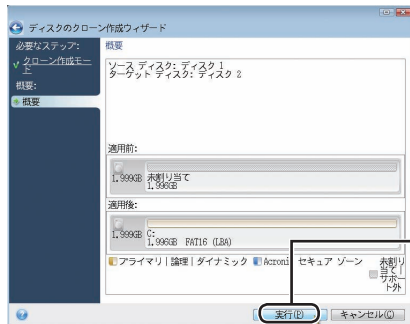 ディスクのクローン作成ウィザード
必要なステップ:
クローン作成モード
概要:
概要
概要
ソース ディスク: ディスク 1
ターゲット ディスク: ディスク 2
適用前:
1.999GB
未割り当て
1.996GB
適用後:
1.999GB
C:
1.996GB FAT16 (LBA)
プライマリ | 論理 | ダイナミック Acroni セキュア ゾーン 未割り当て | サポート外
実行(P) キャンセル(C)